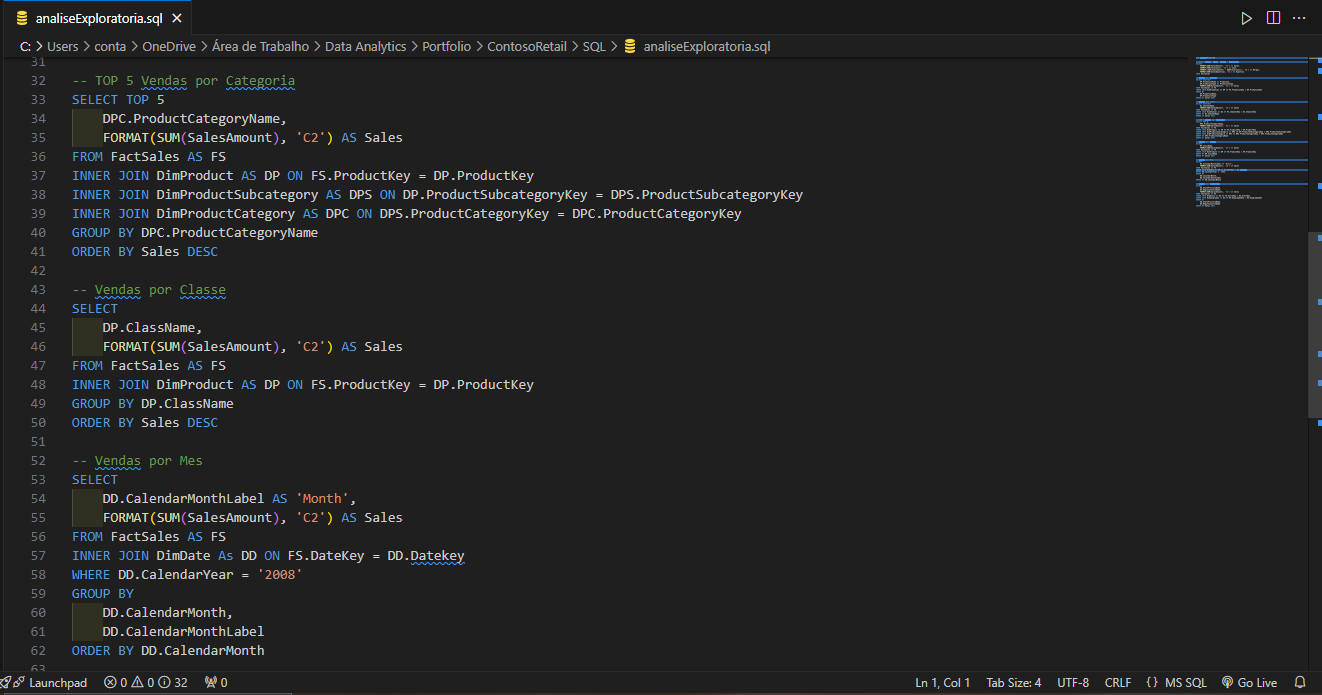 analiseExploratoria.sql
C: > Users > conta > OneDrive > Área de Trabalho > Data Analytics > Portfolio > ContosoRetail > SQL > analiseExploratoria.sql
31
32 -- TOP 5 Vendas por Categoria
33 SELECT TOP 5
34 DPC.ProductCategoryName,
35 FORMAT(SUM(SalesAmount), 'C2') AS Sales
36 FROM FactSales AS FS
37 INNER JOIN DimProduct AS DP ON FS.ProductKey = DP.ProductKey
38 INNER JOIN DimProductSubcategory AS DPS ON DP.ProductSubcategoryKey = DPS.ProductSubcategoryKey
39 INNER JOIN DimProductCategory AS DPC ON DPS.ProductCategoryKey = DPC.ProductCategoryKey
40 GROUP BY DPC.ProductCategoryName
41 ORDER BY Sales DESC
42
43 -- Vendas por Classe
44 SELECT
45 DP.ClassName,
46 FORMAT(SUM(SalesAmount), 'C2') AS Sales
47 FROM FactSales AS FS
48 INNER JOIN DimProduct AS DP ON FS.ProductKey = DP.ProductKey
49 GROUP BY DP.ClassName
50 ORDER BY Sales DESC
51
52 -- Vendas por Mes
53 SELECT
54 DD.CalendarMonthLabel AS 'Month',
55 FORMAT(SUM(SalesAmount), 'C2') AS Sales
56 FROM FactSales AS FS
57 INNER JOIN DimDate As DD ON FS.DateKey = DD.Datekey
58 WHERE DD.CalendarYear = '2008'
59 GROUP BY
60 DD.CalendarMonth,
61 DD.CalendarMonthLabel
62 ORDER BY DD.CalendarMonth
63
Launchpad 0 0 32 0 Ln 1, Col 1 Tab Size: 4 UTF-8 CRLF {} MS SQL Go Live